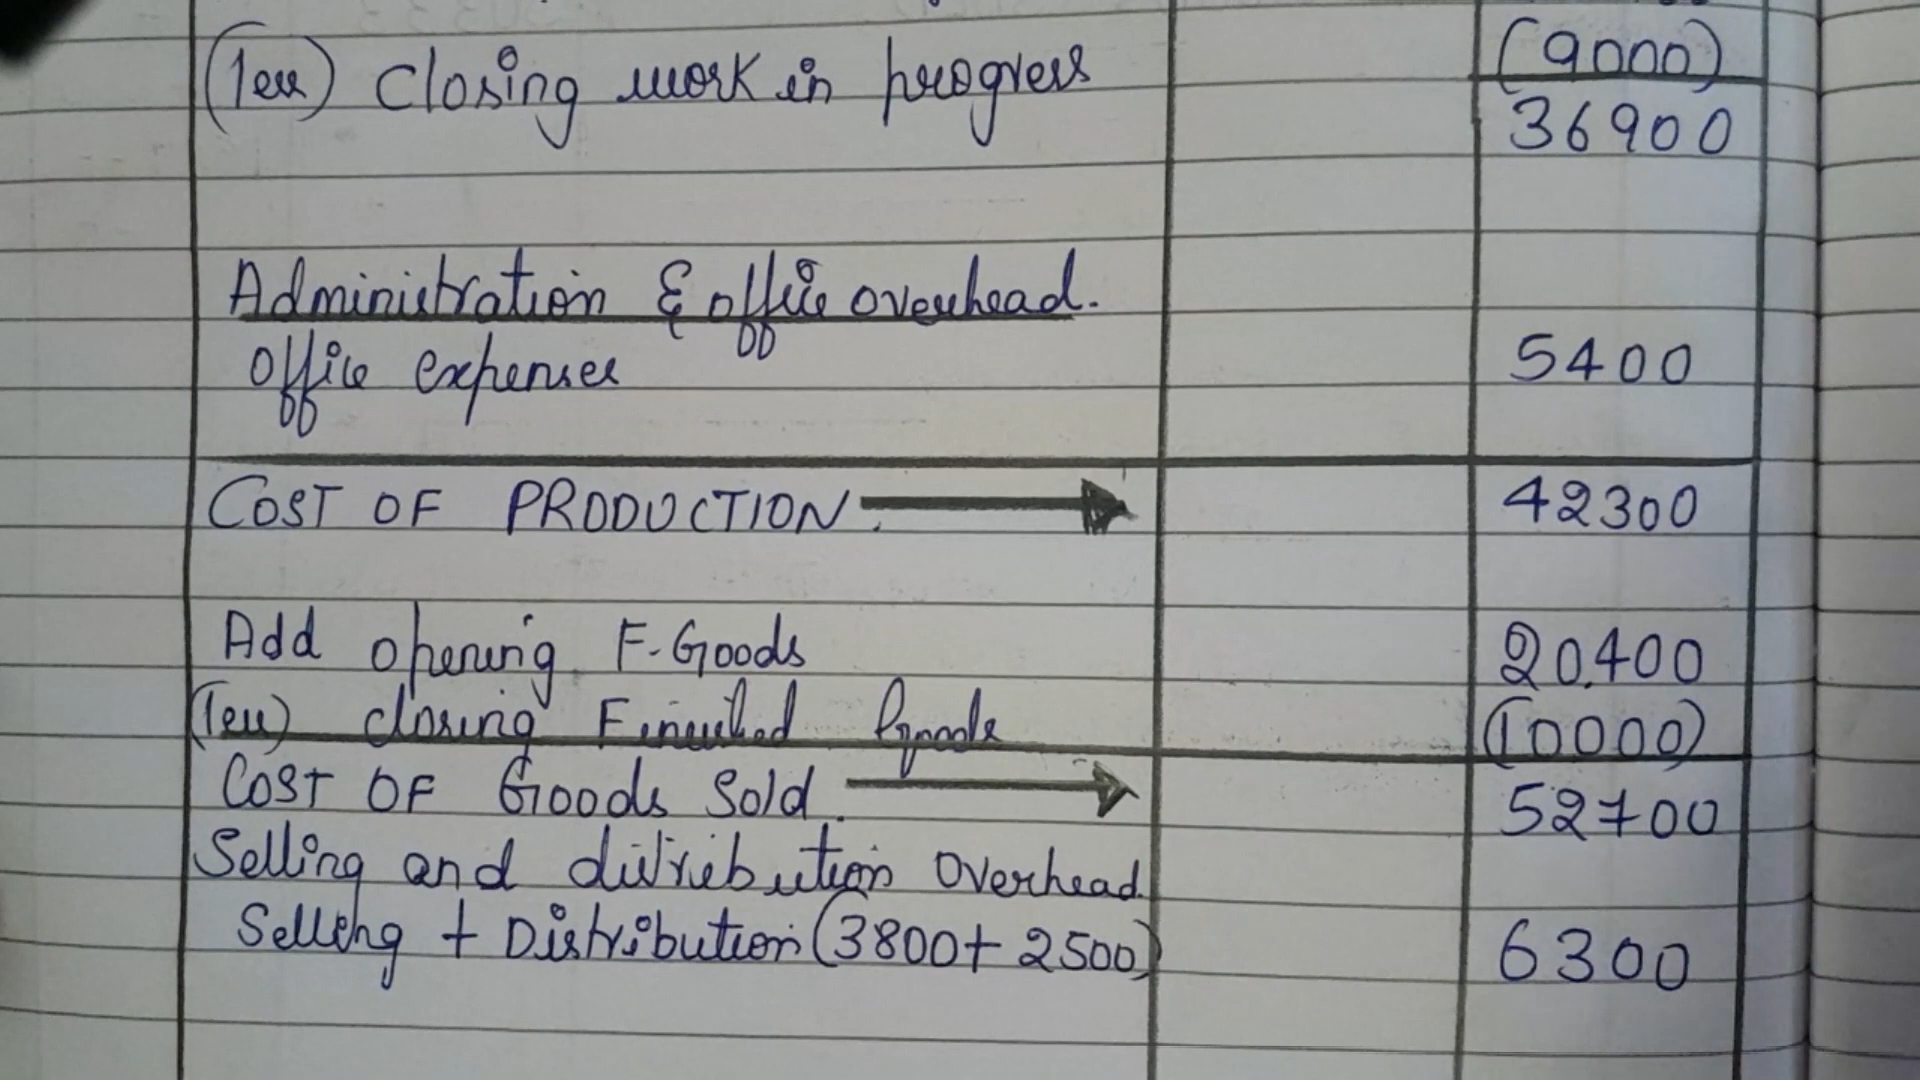 (less) Closing work in progress (9000)
36900
Administration & office overhead.
office expenses 5400
COST OF PRODUCTION. 42300
Add opening F-Goods 20,400
(less) closing Finished Goods (10000)
COST OF Goods Sold. 52700
Selling and distribution Overhead
Selling + Distribution (3800+2500) 6300